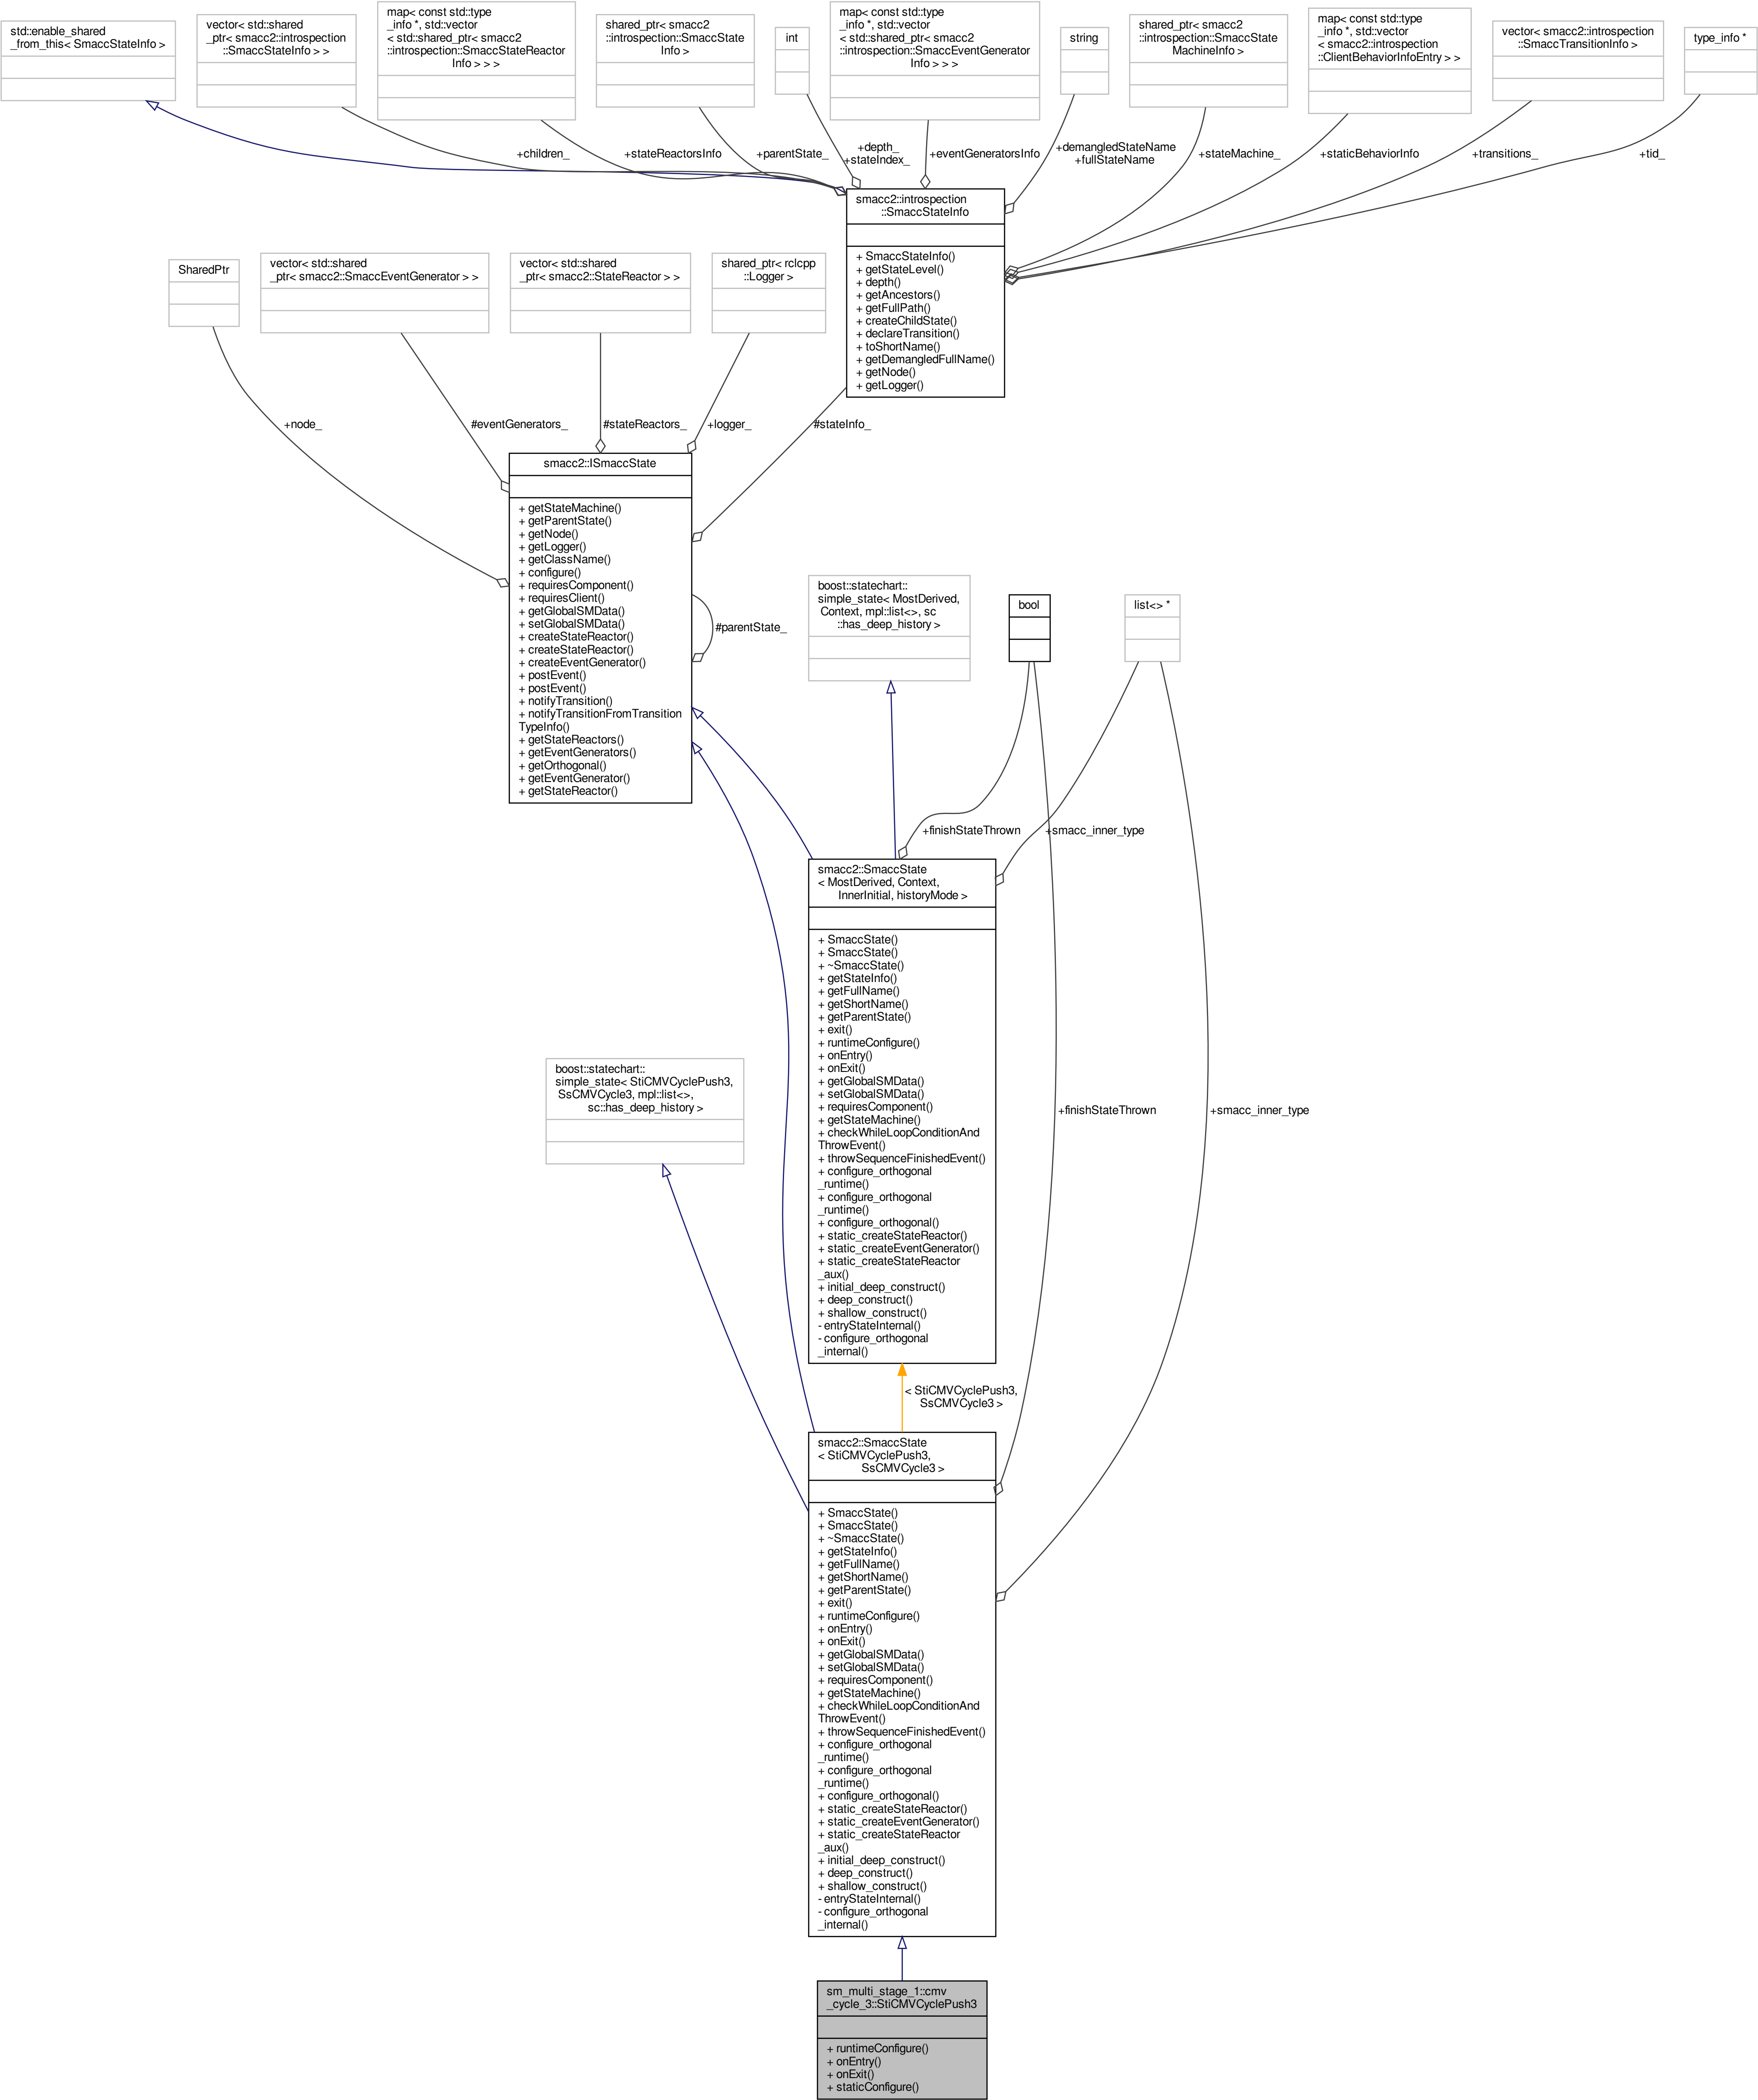 std::enable_shared
_from_this< SmaccStateInfo >
vector< std::shared
_ptr< smacc2::introspection
::SmaccStateInfo > >
map< const std::type
_info *, std::vector
< std::shared_ptr< smacc2
::introspection::SmaccStateReactor
Info > > >
shared_ptr< smacc2
::introspection::SmaccState
Info >
int
map< const std::type
_info *, std::vector
< std::shared_ptr< smacc2
::introspection::SmaccEventGenerator
Info > > >
string
shared_ptr< smacc2
::introspection::SmaccState
MachineInfo >
map< const std::type
_info *, std::vector
< smacc2::introspection
::ClientBehaviorInfoEntry > >
vector< smacc2::introspection
::SmaccTransitionInfo >
type_info *
+children_
+stateReactorsInfo
+parentState_
+depth_
+stateIndex_
+eventGeneratorsInfo
+demangledStateName
+fullStateName
+stateMachine_
+staticBehaviorInfo
+transitions_
+tid_
smacc2::introspection
::SmaccStateInfo
+ SmaccStateInfo()
+ getStateLevel()
+ depth()
+ getAncestors()
+ getFullPath()
+ createChildState()
+ declareTransition()
+ toShortName()
+ getDemangledFullName()
+ getNode()
+ getLogger()
SharedPtr
vector< std::shared
_ptr< smacc2::SmaccEventGenerator > >
vector< std::shared
_ptr< smacc2::StateReactor > >
shared_ptr< rclcpp
::Logger >
+node_
#eventGenerators_
#stateReactors_
+logger_
#stateInfo_
smacc2::ISmaccState
+ getStateMachine()
+ getParentState()
+ getNode()
+ getLogger()
+ getClassName()
+ configure()
+ requiresComponent()
+ requiresClient()
+ getGlobalSMData()
+ setGlobalSMData()
+ createStateReactor()
+ createStateReactor()
+ createEventGenerator()
+ postEvent()
+ postEvent()
+ notifyTransition()
+ notifyTransitionFromTransition
TypeInfo()
+ getStateReactors()
+ getEventGenerators()
+ getOrthogonal()
+ getEventGenerator()
+ getStateReactor()
#parentState_
boost::statechart::
simple_state< MostDerived,
Context, mpl::list<>, sc
::has_deep_history >
bool
list<> *
+finishStateThrown
+smacc_inner_type
smacc2::SmaccState
< MostDerived, Context,
InnerInitial, historyMode >
+ SmaccState()
+ SmaccState()
+ ~SmaccState()
+ getStateInfo()
+ getFullName()
+ getShortName()
+ getParentState()
+ exit()
+ runtimeConfigure()
+ onEntry()
+ onExit()
+ getGlobalSMData()
+ setGlobalSMData()
+ requiresComponent()
+ getStateMachine()
+ checkWhileLoopConditionAnd
ThrowEvent()
+ throwSequenceFinishedEvent()
+ configure_orthogonal
_runtime()
+ configure_orthogonal
_runtime()
+ configure_orthogonal()
+ static_createStateReactor()
+ static_createEventGenerator()
+ static_createStateReactor
_aux()
+ initial_deep_construct()
+ deep_construct()
+ shallow_construct()
- entryStateInternal()
- configure_orthogonal
_internal()
boost::statechart::
simple_state< StiCMVCyclePush3,
SsCMVCycle3, mpl::list<>,
sc::has_deep_history >
+finishStateThrown
+smacc_inner_type
< StiCMVCyclePush3,
SsCMVCycle3 >
smacc2::SmaccState
< StiCMVCyclePush3,
SsCMVCycle3 >
+ SmaccState()
+ SmaccState()
+ ~SmaccState()
+ getStateInfo()
+ getFullName()
+ getShortName()
+ getParentState()
+ exit()
+ runtimeConfigure()
+ onEntry()
+ onExit()
+ getGlobalSMData()
+ setGlobalSMData()
+ requiresComponent()
+ getStateMachine()
+ checkWhileLoopConditionAnd
ThrowEvent()
+ throwSequenceFinishedEvent()
+ configure_orthogonal
_runtime()
+ configure_orthogonal
_runtime()
+ configure_orthogonal()
+ static_createStateReactor()
+ static_createEventGenerator()
+ static_createStateReactor
_aux()
+ initial_deep_construct()
+ deep_construct()
+ shallow_construct()
- entryStateInternal()
- configure_orthogonal
_internal()
sm_multi_stage_1::cmv
_cycle_3::StiCMVCyclePush3
+ runtimeConfigure()
+ onEntry()
+ onExit()
+ staticConfigure()